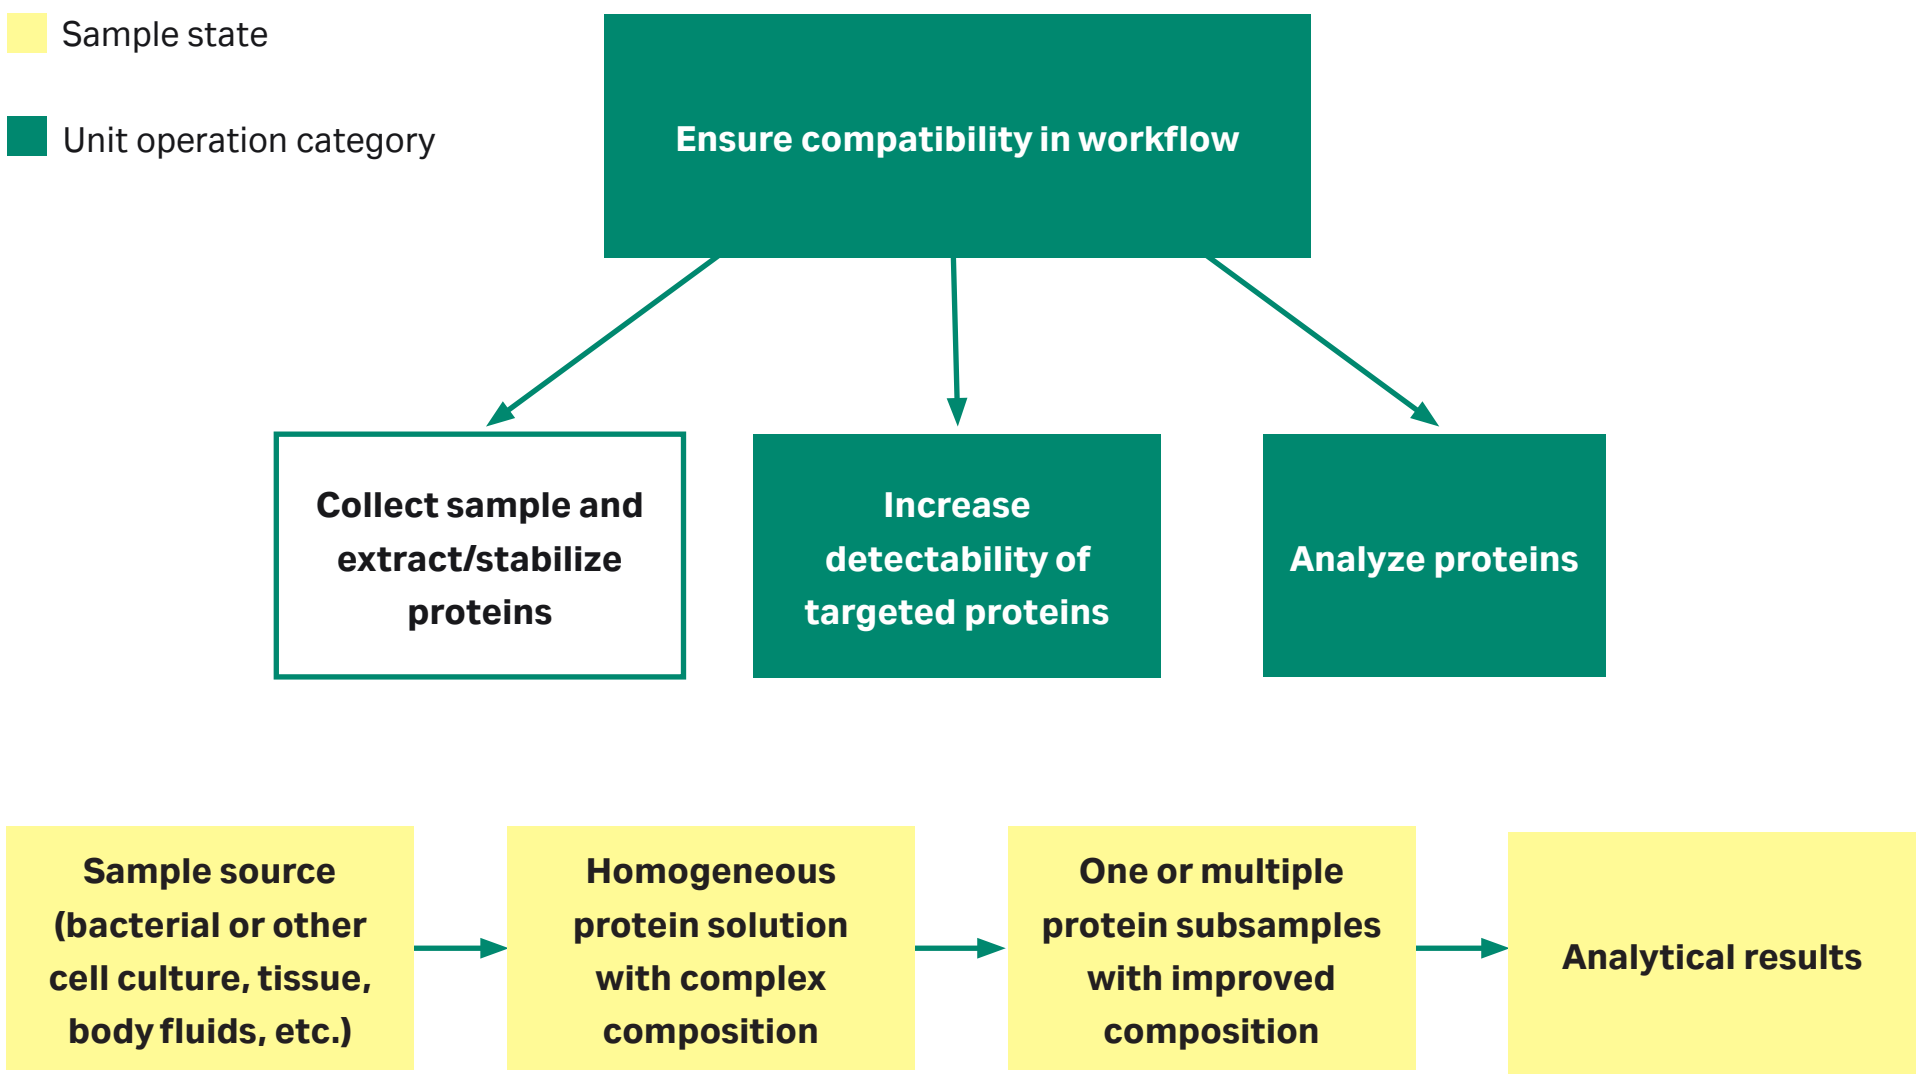 Sample state
Unit operation category
Ensure compatibility in workflow
Collect sample and
extract/stabilize
proteins
Increase
detectability of
targeted proteins
Analyze proteins
Sample source
(bacterial or other
cell culture, tissue,
body fluids, etc.)
Homogeneous
protein solution
with complex
composition
One or multiple
protein subsamples
with improved
composition
Analytical results